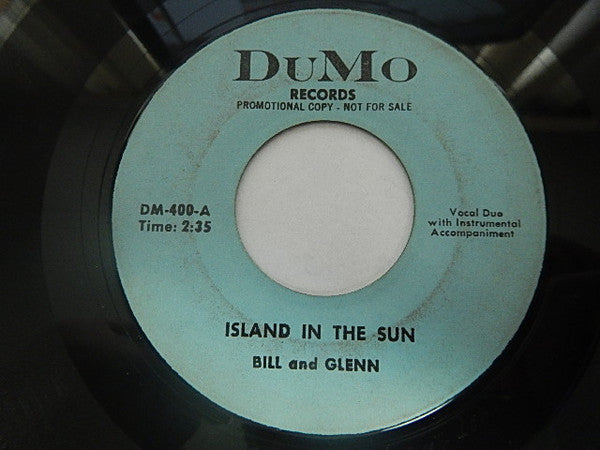 DuMo
RECORDS
PROMOTIONAL COPY - NOT FOR SALE
DM-400-A
Time: 2:35
Vocal Duo
with Instrumental
Accompaniment
ISLAND IN THE SUN
BILL and GLENN